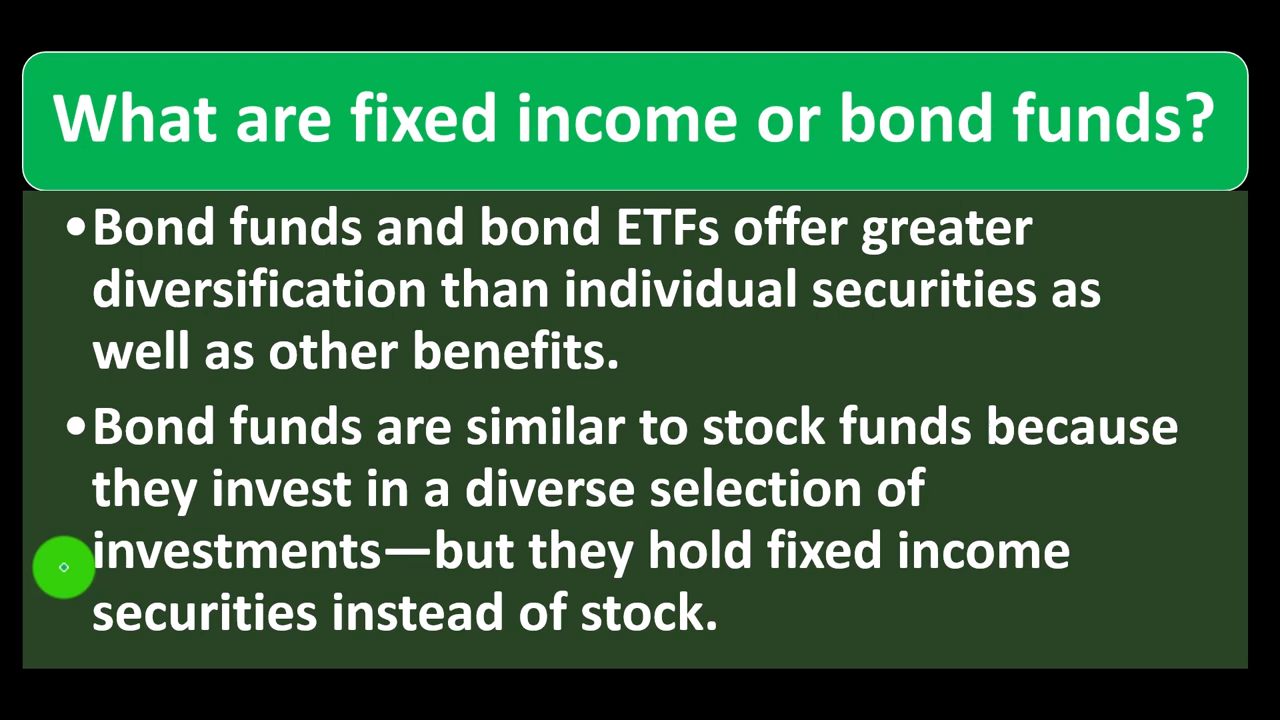 What are fixed income or bond funds?
•Bond funds and bond ETFs offer greater
diversification than individual securities as
well as other benefits.
•Bond funds are similar to stock funds because
they invest in a diverse selection of
investments—but they hold fixed income
securities instead of stock.